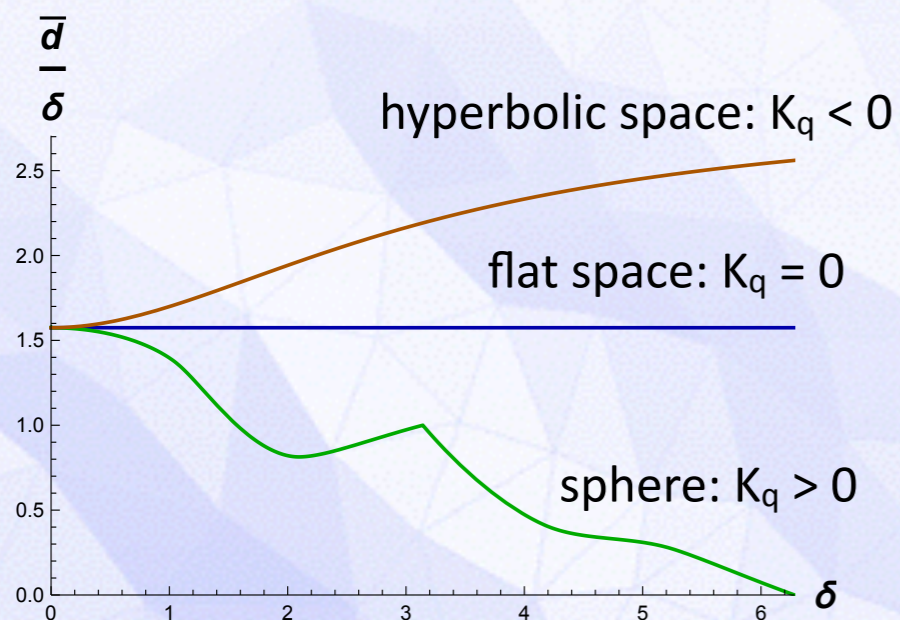 d̅
δ
hyperbolic space: Kq < 0
flat space: Kq = 0
sphere: Kq > 0
2.5
2.0
1.5
1.0
0.5
0.0
0 1 2 3 4 5 6 δ